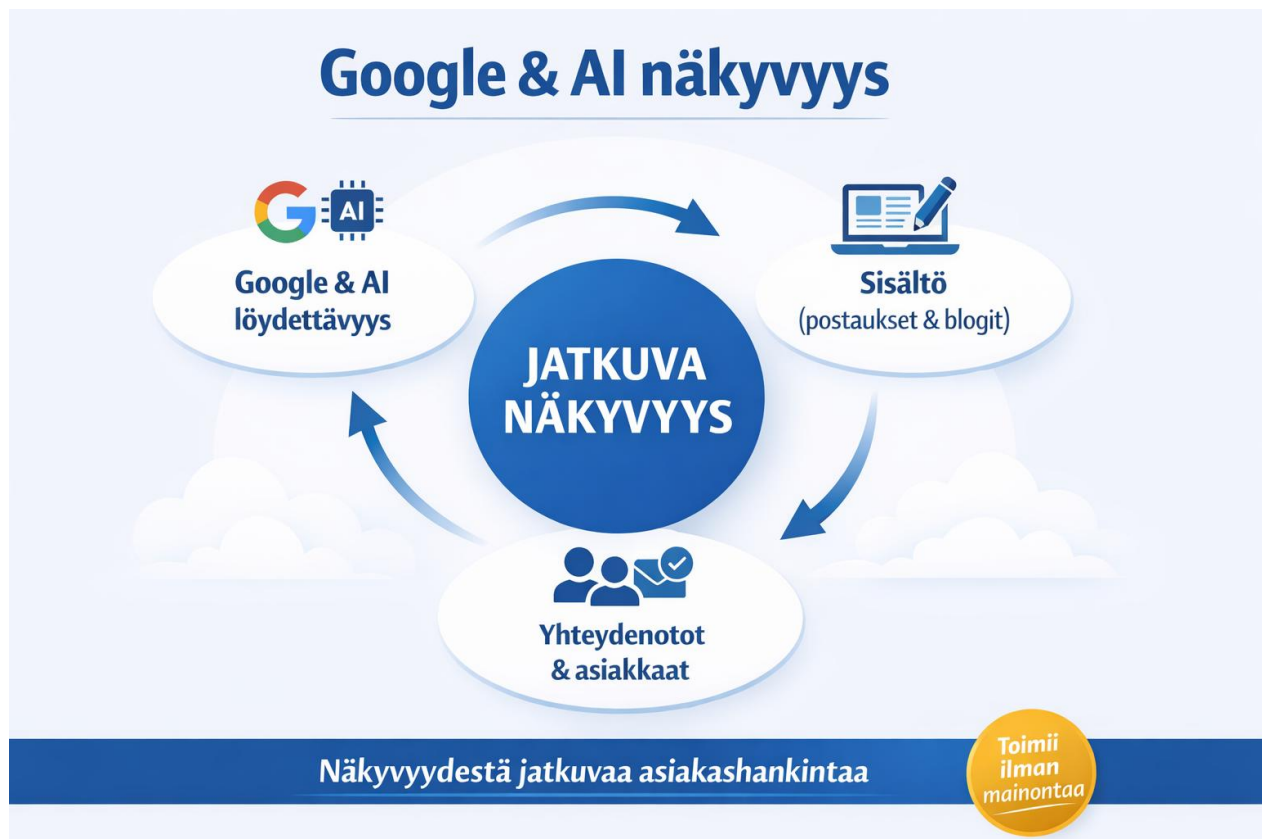 Google & AI näkyvyys
AI
Google & AI
löydettävyys
Sisältö
(postaukset & blogit)
JATKUVA
NÄKYVYYS
Yhteydenotot
& asiakkaat
Näkyvyydestä jatkuvaa asiakashankintaa
Toimii
ilman
mainontaa